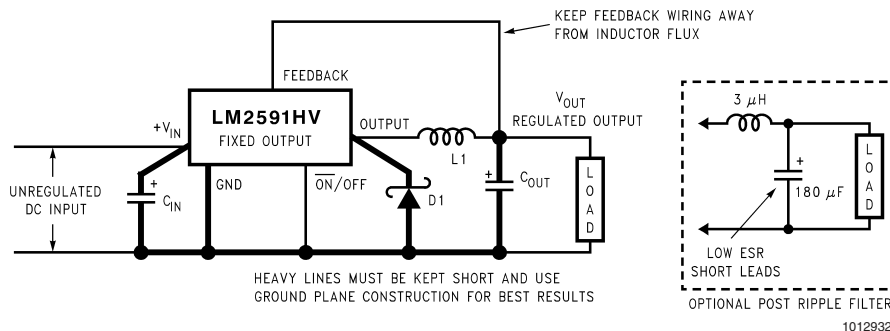 KEEP FEEDBACK WIRING AWAY
FROM INDUCTOR FLUX
FEEDBACK
LM2591HV
FIXED OUTPUT
+VIN
OUTPUT
L1
VOUT
REGULATED OUTPUT
UNREGULATED
DC INPUT
+
CIN
GND
ON/OFF
D1
+
COUT
LOAD
HEAVY LINES MUST BE KEPT SHORT AND USE
GROUND PLANE CONSTRUCTION FOR BEST RESULTS
3 μH
+
180 μF
LOAD
LOW ESR
SHORT LEADS
OPTIONAL POST RIPPLE FILTER
1012932